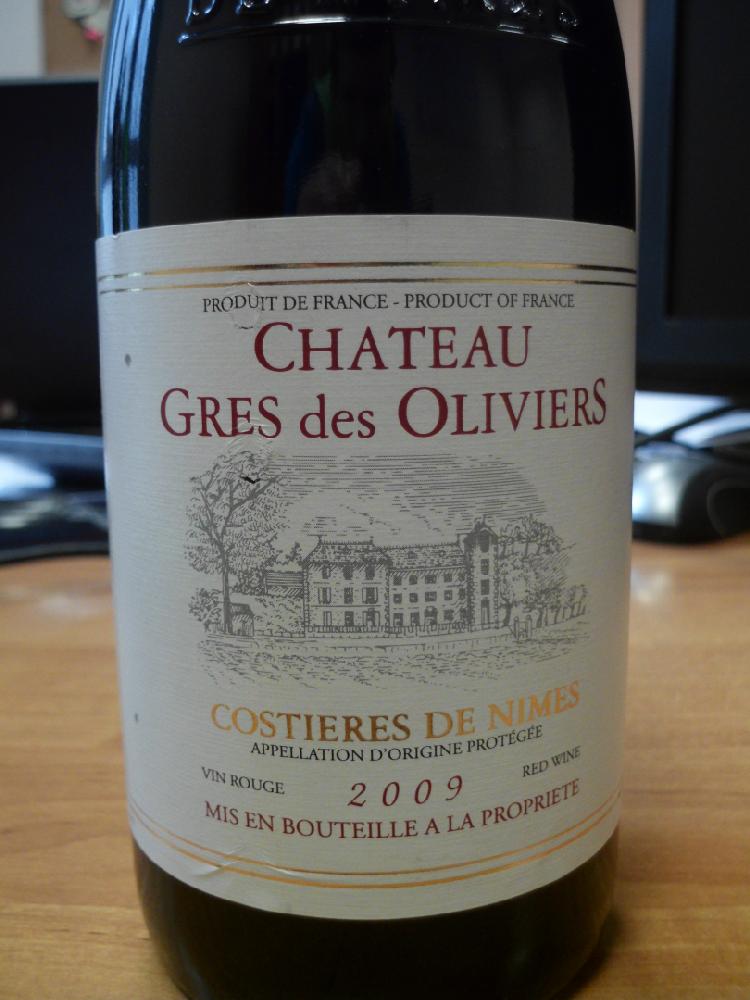 PRODUIT DE FRANCE - PRODUCT OF FRANCE
CHATEAU
GRES des OLIVIERS
COSTIERES DE NIMES
APPELLATION D'ORIGINE PROTÉGÉE
VIN ROUGE 2009 RED WINE
MIS EN BOUTEILLE A LA PROPRIETE